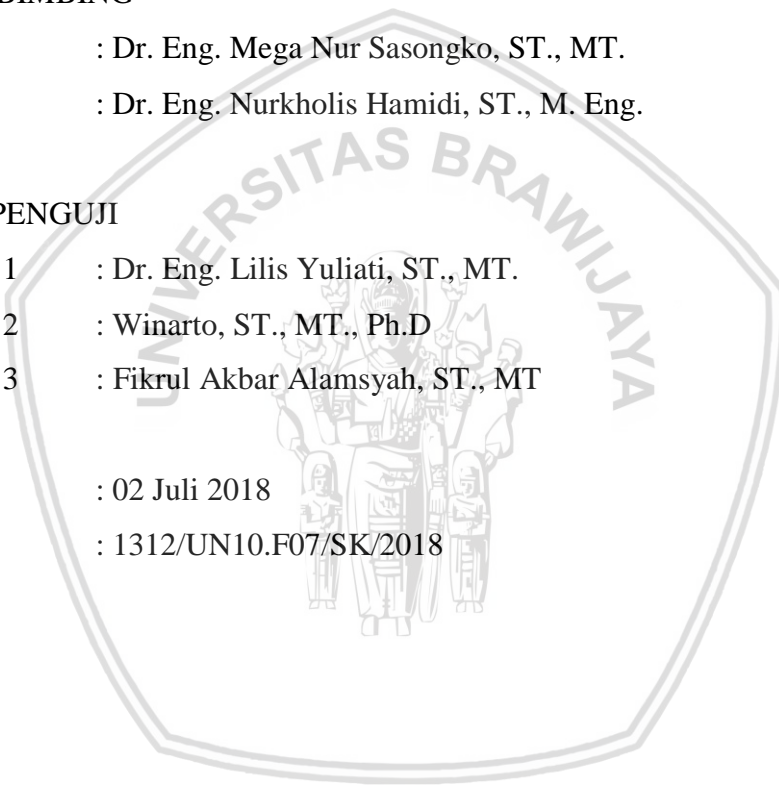 : Dr. Eng. Mega Nur Sasongko, ST., MT.
: Dr. Eng. Nurkholis Hamidi, ST., M. Eng.
UNIVERSITAS BRAWIJAYA
PENGUJI
1 : Dr. Eng. Lilis Yuliati, ST., MT.
2 : Winarto, ST., MT., Ph.D
3 : Fikrul Akbar Alamsyah, ST., MT
: 02 Juli 2018
: 1312/UN10.F07/SK/2018